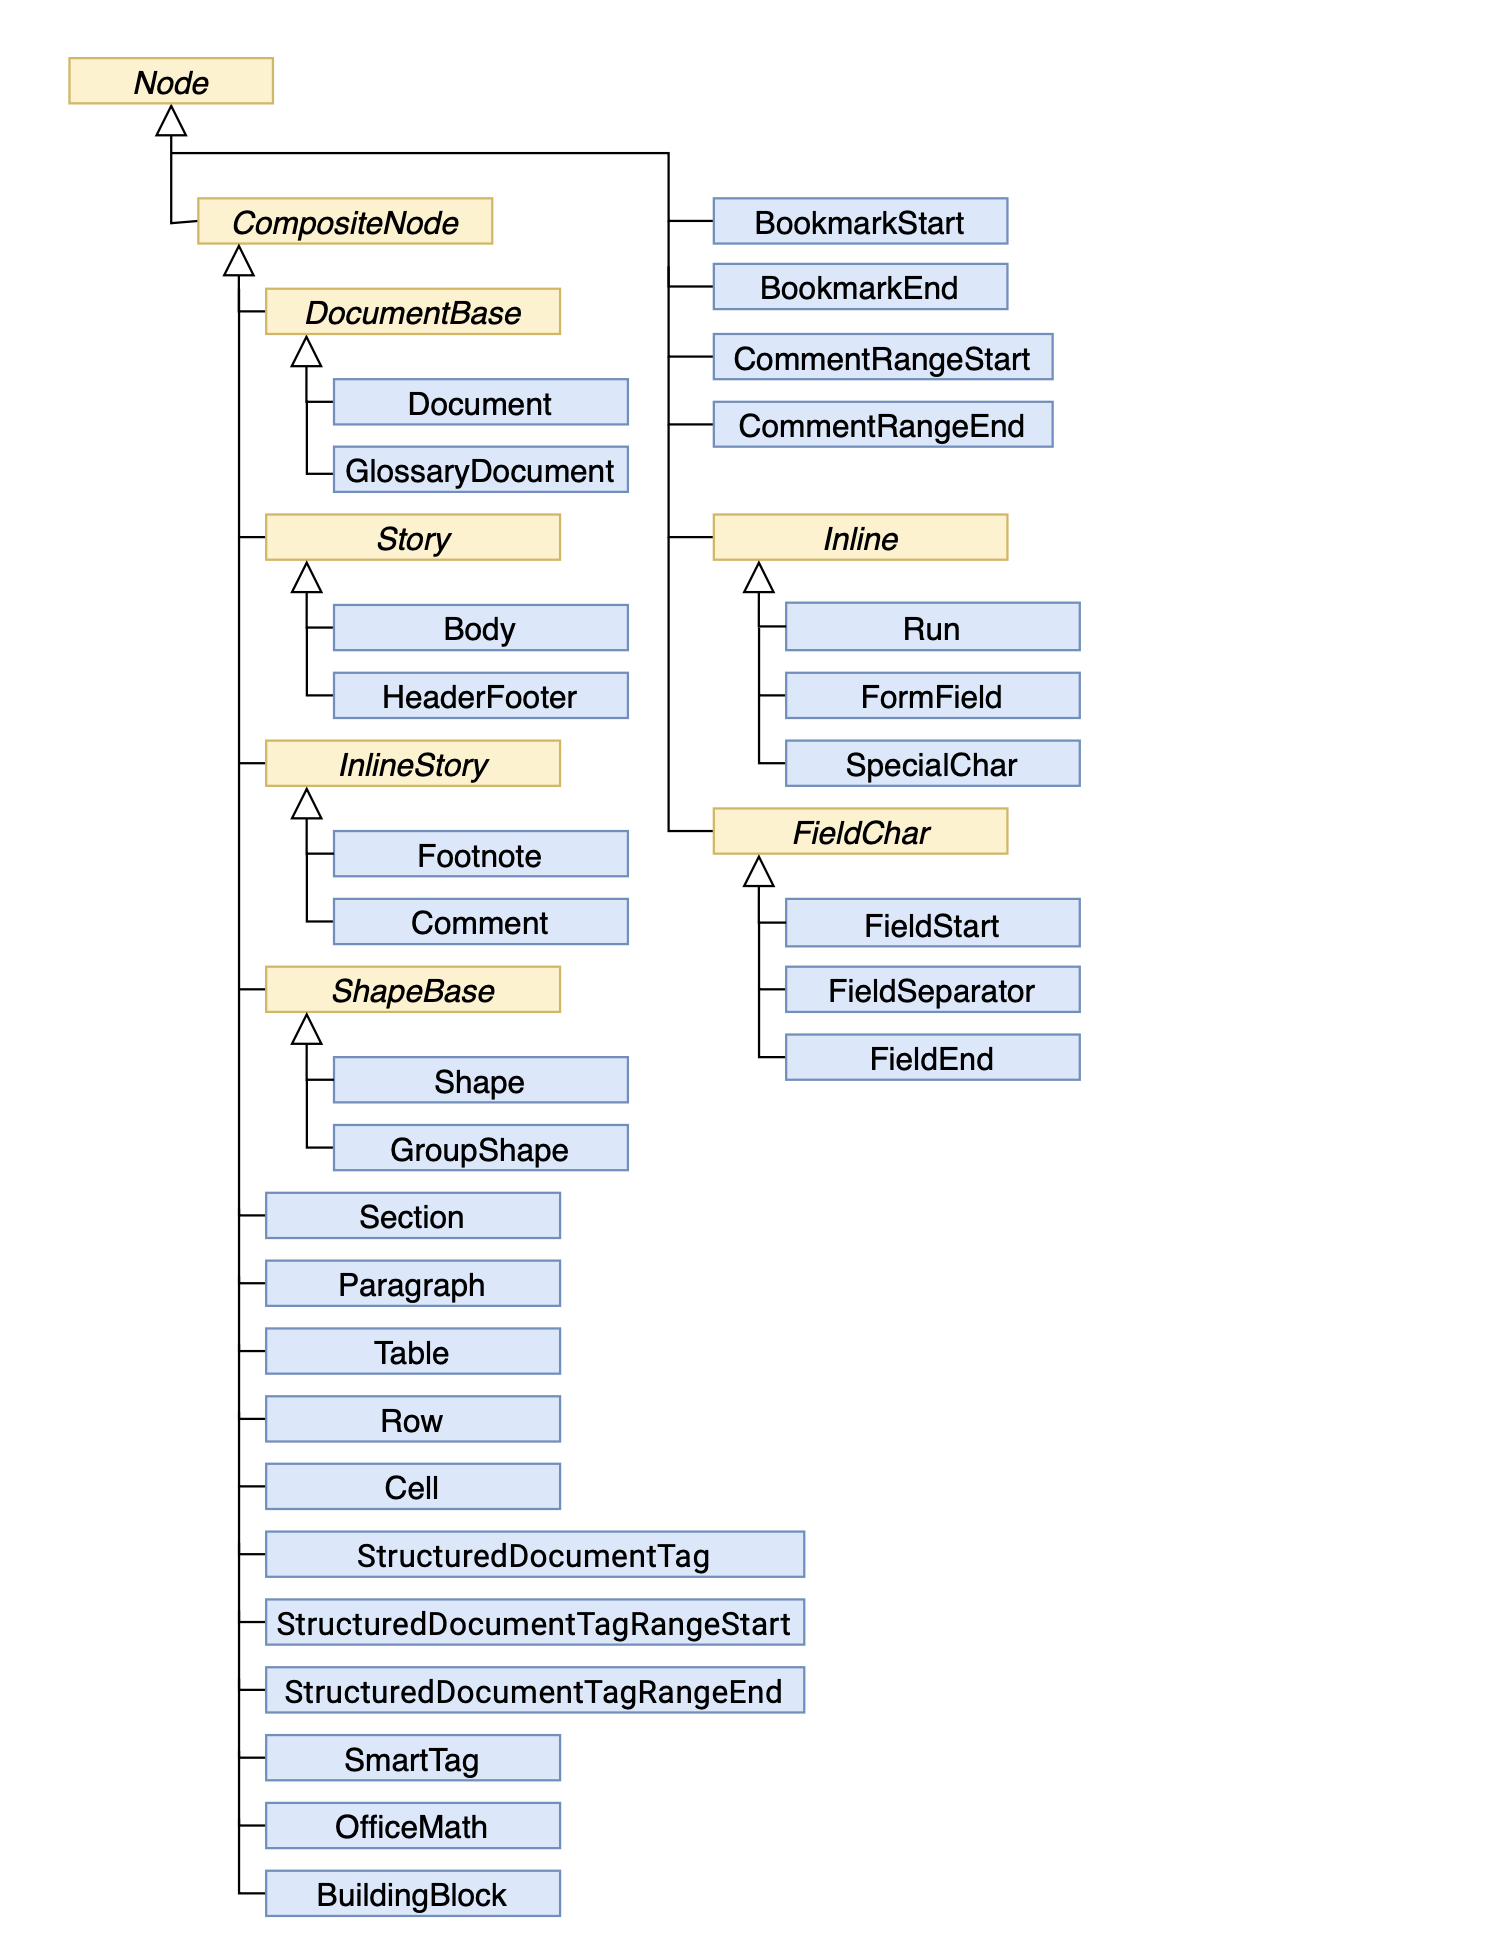 Node
CompositeNode
DocumentBase
Document
GlossaryDocument
Story
Body
HeaderFooter
InlineStory
Footnote
Comment
ShapeBase
Shape
GroupShape
Section
Paragraph
Table
Row
Cell
StructuredDocumentTag
StructuredDocumentTagRangeStart
StructuredDocumentTagRangeEnd
SmartTag
OfficeMath
BuildingBlock
BookmarkStart
BookmarkEnd
CommentRangeStart
CommentRangeEnd
Inline
Run
FormField
SpecialChar
FieldChar
FieldStart
FieldSeparator
FieldEnd